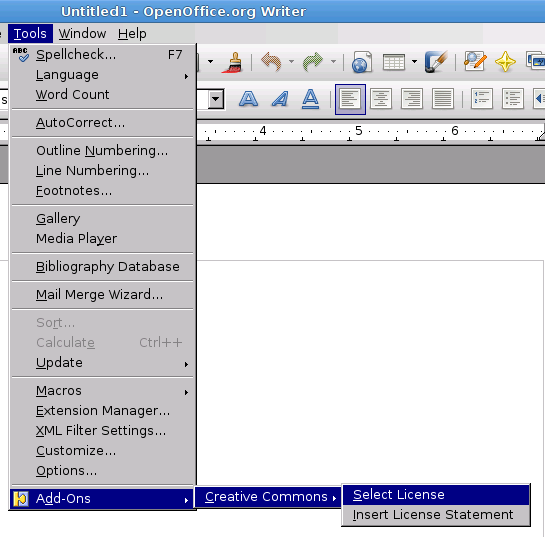 Untitled1 - OpenOffice.org Writer
Tools Window Help
ABC Spellcheck... F7
Language
Word Count
AutoCorrect...
Outline Numbering...
Line Numbering...
Footnotes...
Gallery
Media Player
Bibliography Database
Mail Merge Wizard...
Sort...
Calculate Ctrl++
Update
Macros
Extension Manager...
XML Filter Settings...
Customize...
Options...
Add-Ons
Creative Commons
Select License
Insert License Statement
A A A
4 5 6